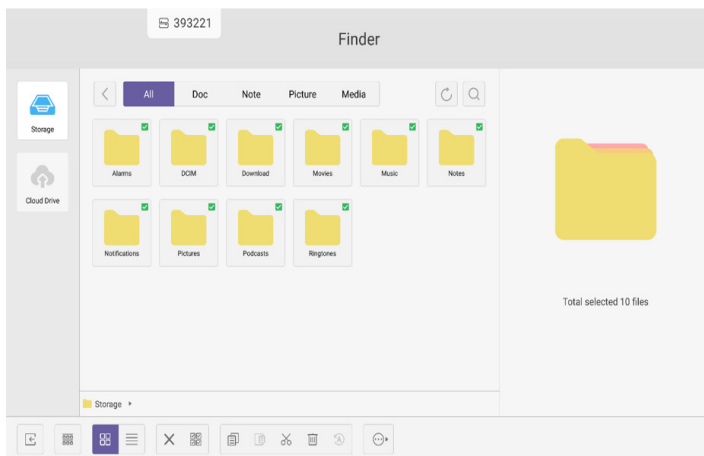 393221
Finder
All Doc Note Picture Media
Storage
Cloud Drive
Alarms DCIM Download Movies Music Notes
Notifications Pictures Podcasts Ringtones
Total selected 10 files
Storage